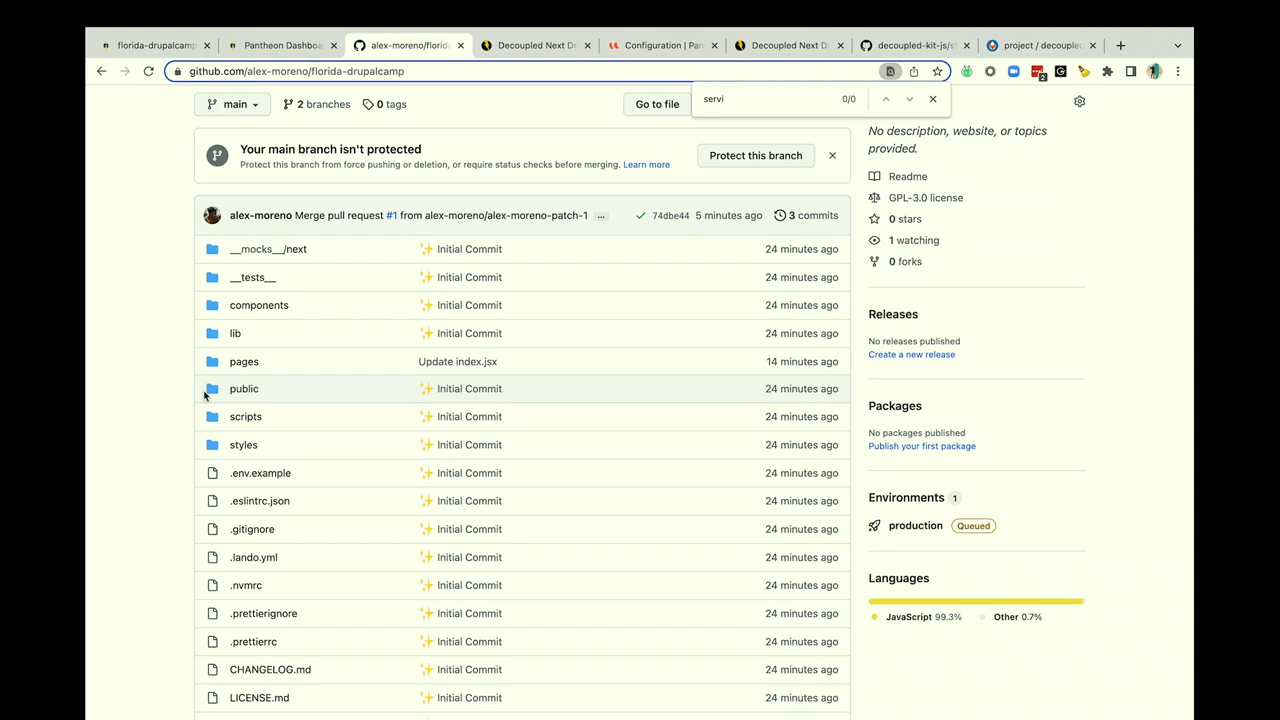 florida-drupalcamp
Pantheon Dashboa
alex-moreno/florida
Decoupled Next D
Configuration | Pan
Decoupled Next D
decoupled-kit-js/st
project / decoupled
github.com/alex-moreno/florida-drupalcamp
2
servi 0/0
main
2 branches
0 tags
Go to file
No description, website, or topics
provided.
Your main branch isn't protected
Protect this branch from force pushing or deletion, or require status checks before merging. Learn more
Protect this branch
Readme
GPL-3.0 license
0 stars
1 watching
0 forks
alex-moreno Merge pull request #1 from alex-moreno/alex-moreno-patch-1 ... 74dbe44 5 minutes ago 3 commits
__mocks__/next ✨ Initial Commit 24 minutes ago
__tests__ ✨ Initial Commit 24 minutes ago
components ✨ Initial Commit 24 minutes ago
lib ✨ Initial Commit 24 minutes ago
pages Update index.jsx 14 minutes ago
public ✨ Initial Commit 24 minutes ago
scripts ✨ Initial Commit 24 minutes ago
styles ✨ Initial Commit 24 minutes ago
.env.example ✨ Initial Commit 24 minutes ago
.eslintrc.json ✨ Initial Commit 24 minutes ago
.gitignore ✨ Initial Commit 24 minutes ago
.lando.yml ✨ Initial Commit 24 minutes ago
.nvmrc ✨ Initial Commit 24 minutes ago
.prettierignore ✨ Initial Commit 24 minutes ago
.prettierrc ✨ Initial Commit 24 minutes ago
CHANGELOG.md ✨ Initial Commit 24 minutes ago
LICENSE.md ✨ Initial Commit 24 minutes ago
Releases
No releases published
Create a new release
Packages
No packages published
Publish your first package
Environments 1
production Queued
Languages
JavaScript 99.3% Other 0.7%